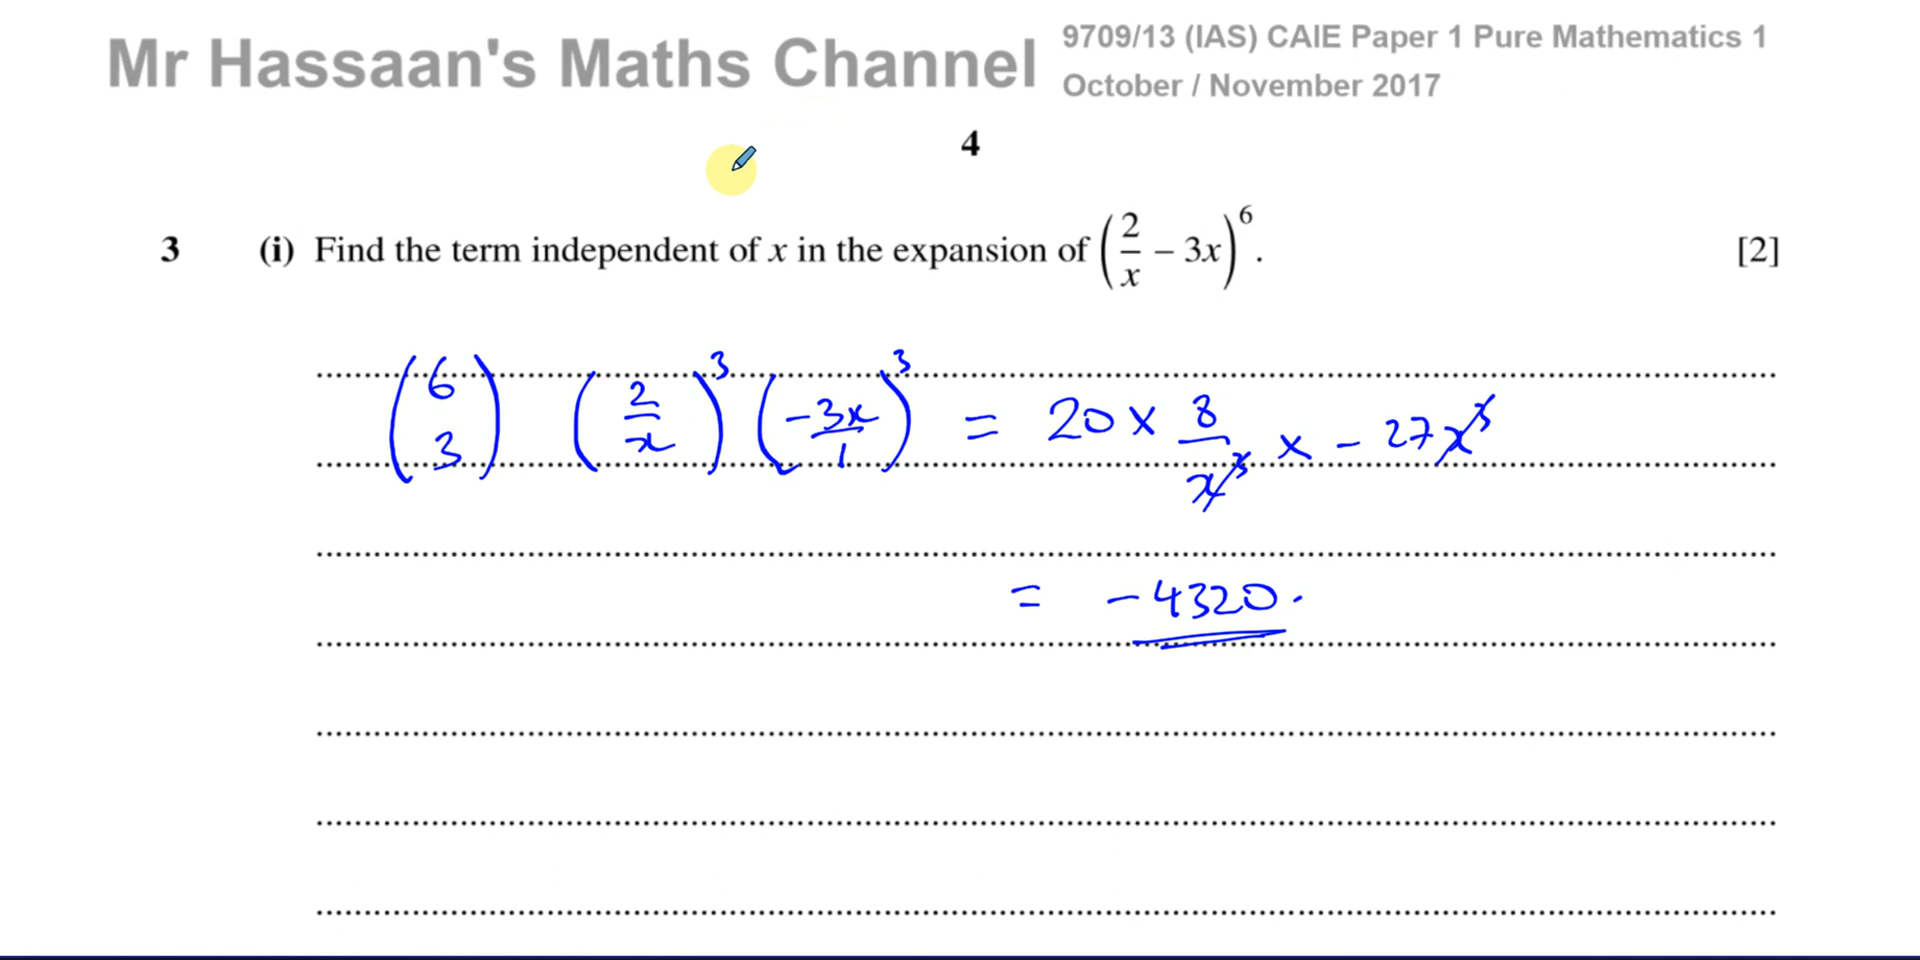 Mr Hassaan's Maths Channel
9709/13 (IAS) CAIE Paper 1 Pure Mathematics 1
October / November 2017
4
3 (i) Find the term independent of x in the expansion of (2/x − 3x)^6. [2]
(6 3) (2/x)^3 (-3x/1)^3 = 20 × 8/x^3 × -27x^3
= -4320.